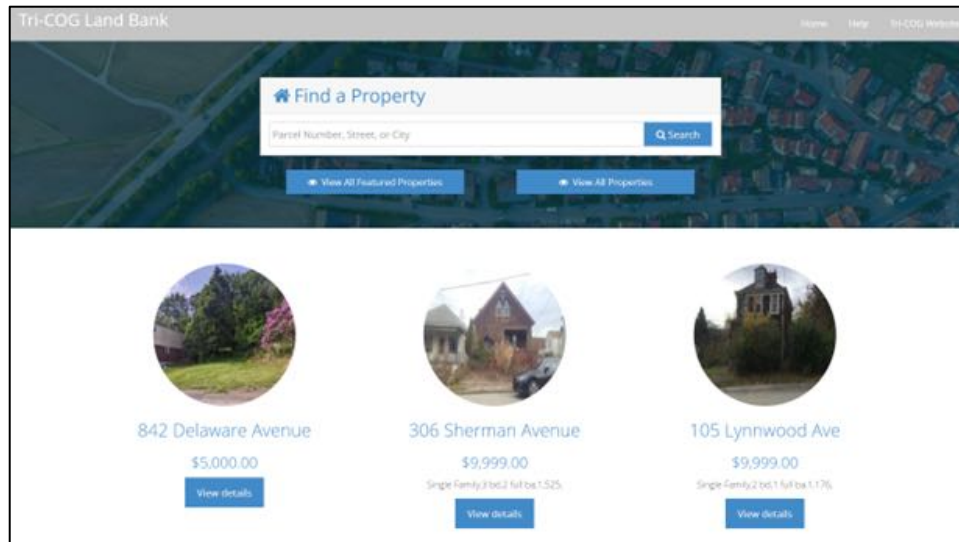 Tri-COG Land Bank
Home Help Tri-COG Website
Find a Property
Parcel Number, Street, or City
Search
View All Featured Properties
View All Properties
842 Delaware Avenue
306 Sherman Avenue
105 Lynnwood Ave
$5,000.00
$9,999.00
$9,999.00
Single Family,3 bd,2 full ba,1,525,
Single Family,2 bd,1 full ba,1,176,
View details
View details
View details